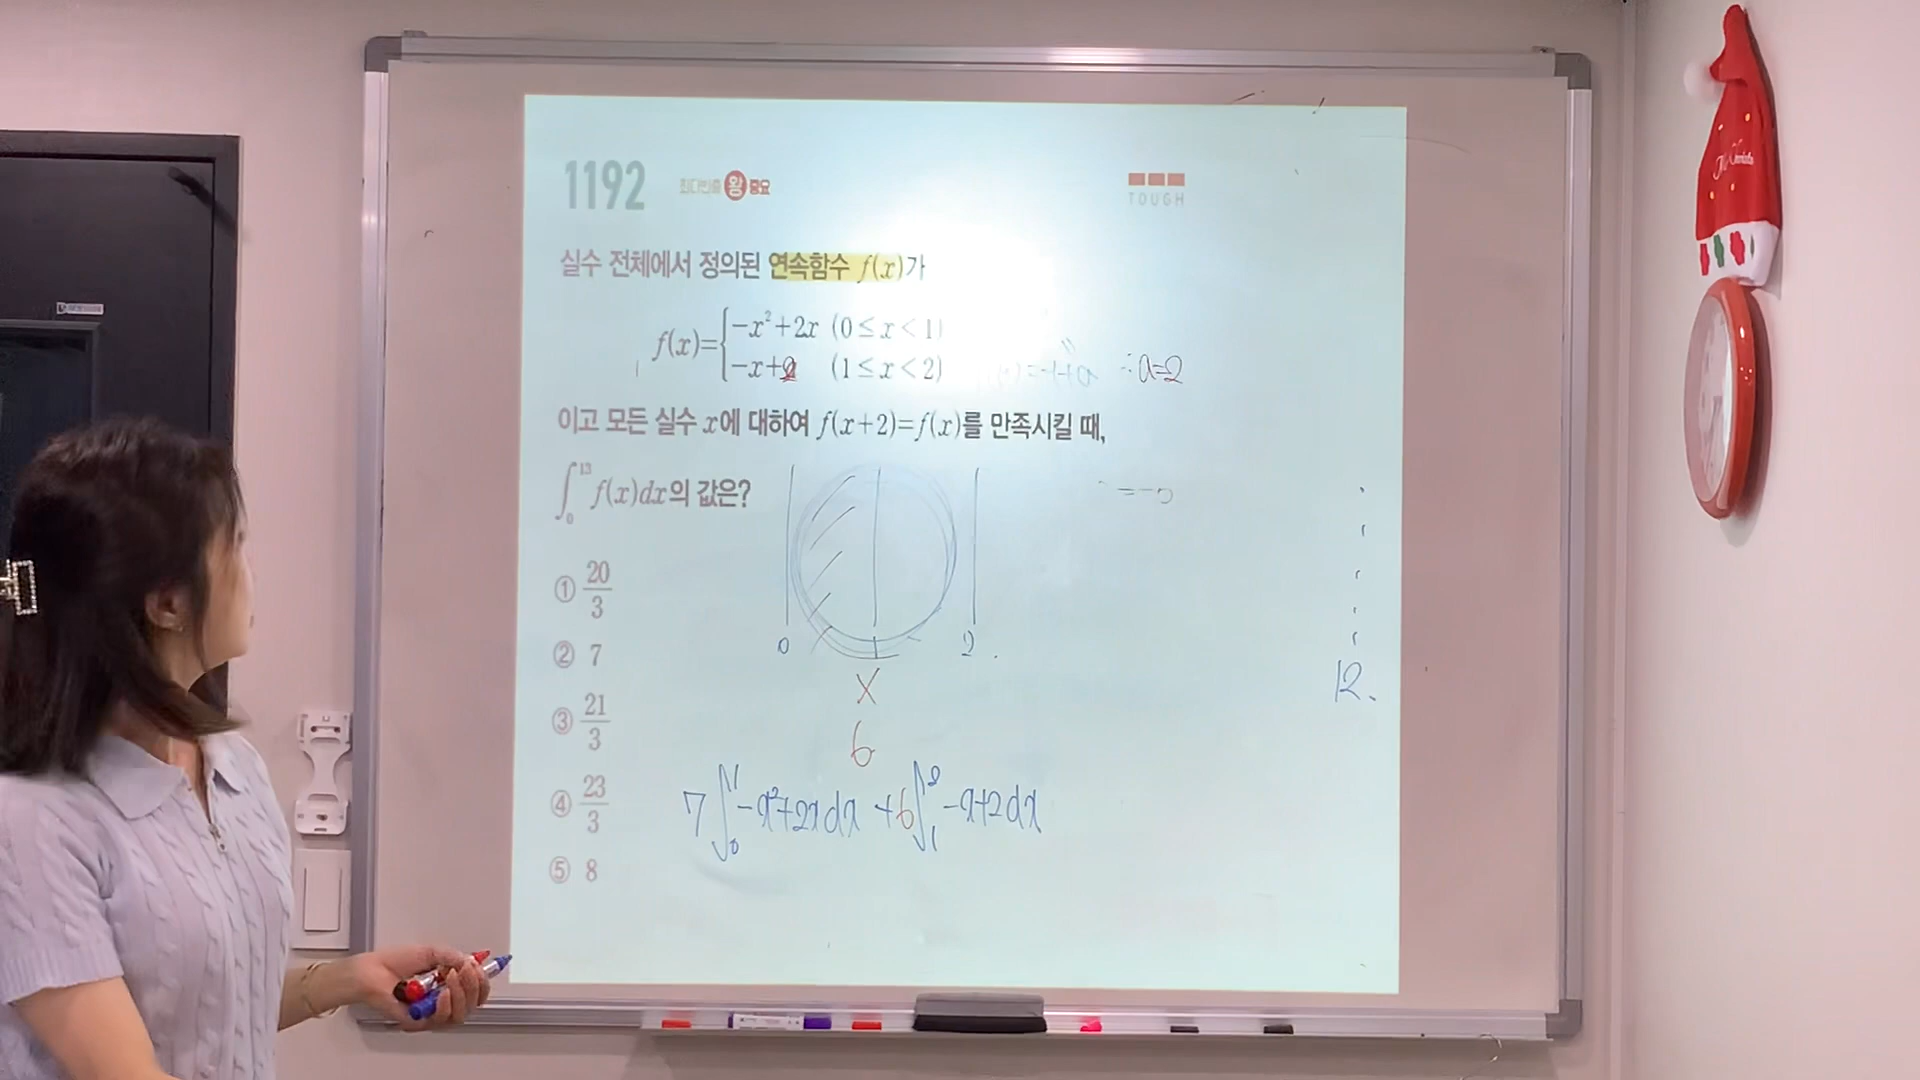 1192 최다빈출 왕 중요
TOUGH
실수 전체에서 정의된 연속함수 f(x)가
f(x)={ -x²+2x (0≤x<1)
-x+2 (1≤x<2)
∴a=2
이고 모든 실수 x에 대하여 f(x+2)=f(x)를 만족시킬 때,
∫₀¹³ f(x)dx의 값은?
① 20/3
② 7
③ 21/3
④ 23/3
⑤ 8
0 2
X
6
12
7∫₀¹ -x²+2x dx +6∫₁² -x+2 dx